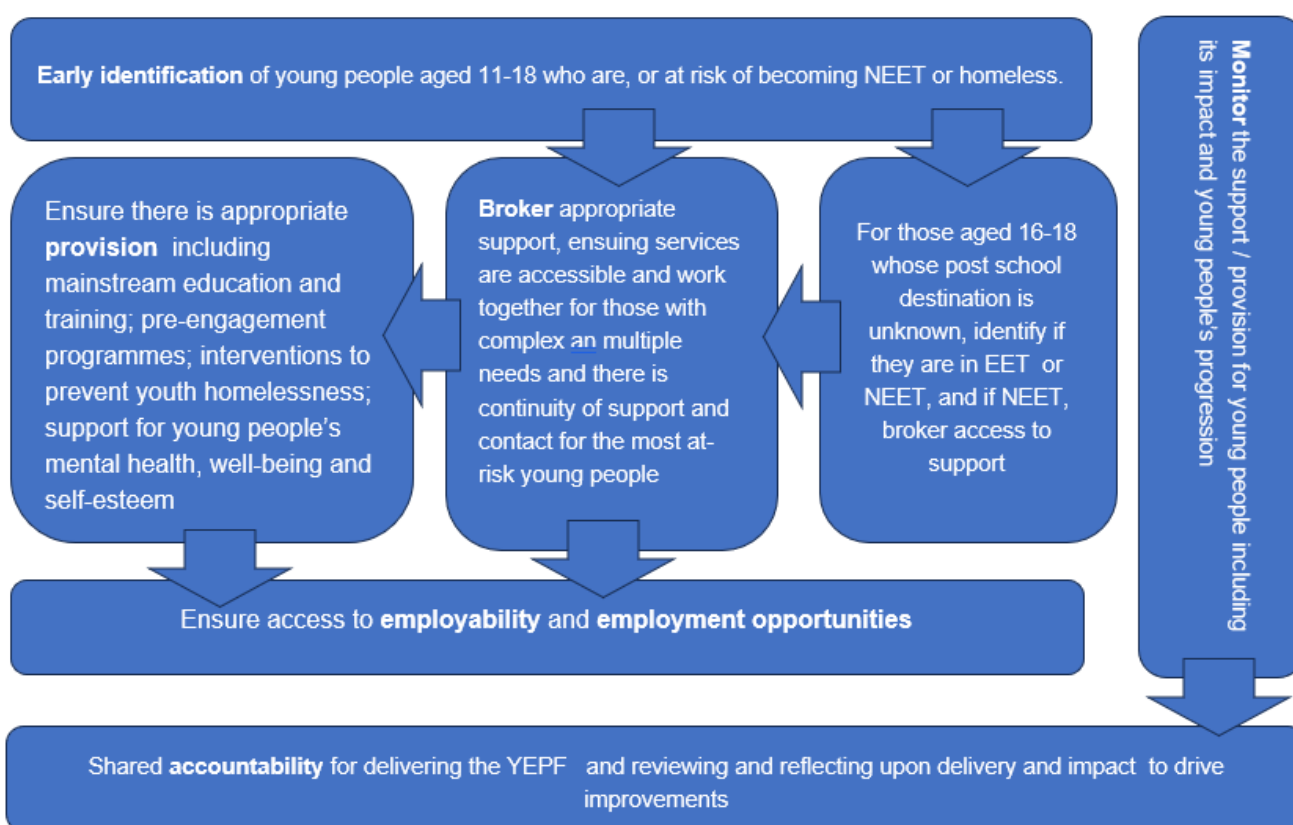 Early identification of young people aged 11-18 who are, or at risk of becoming NEET or homeless.
Ensure there is appropriate
provision including
mainstream education and
training; pre-engagement
programmes; interventions to
prevent youth homelessness;
support for young people's
mental health, well-being and
self-esteem
Broker appropriate
support, ensuing services
are accessible and work
together for those with
complex an multiple
needs and there is
continuity of support and
contact for the most at-
risk young people
For those aged 16-18
whose post school
destination is
unknown, identify if
they are in EET or
NEET, and if NEET,
broker access to
support
Ensure access to employability and employment opportunities
Monitor the support / provision for young people including
its impact and young people's progression
Shared accountability for delivering the YEPF and reviewing and reflecting upon delivery and impact to drive
improvements